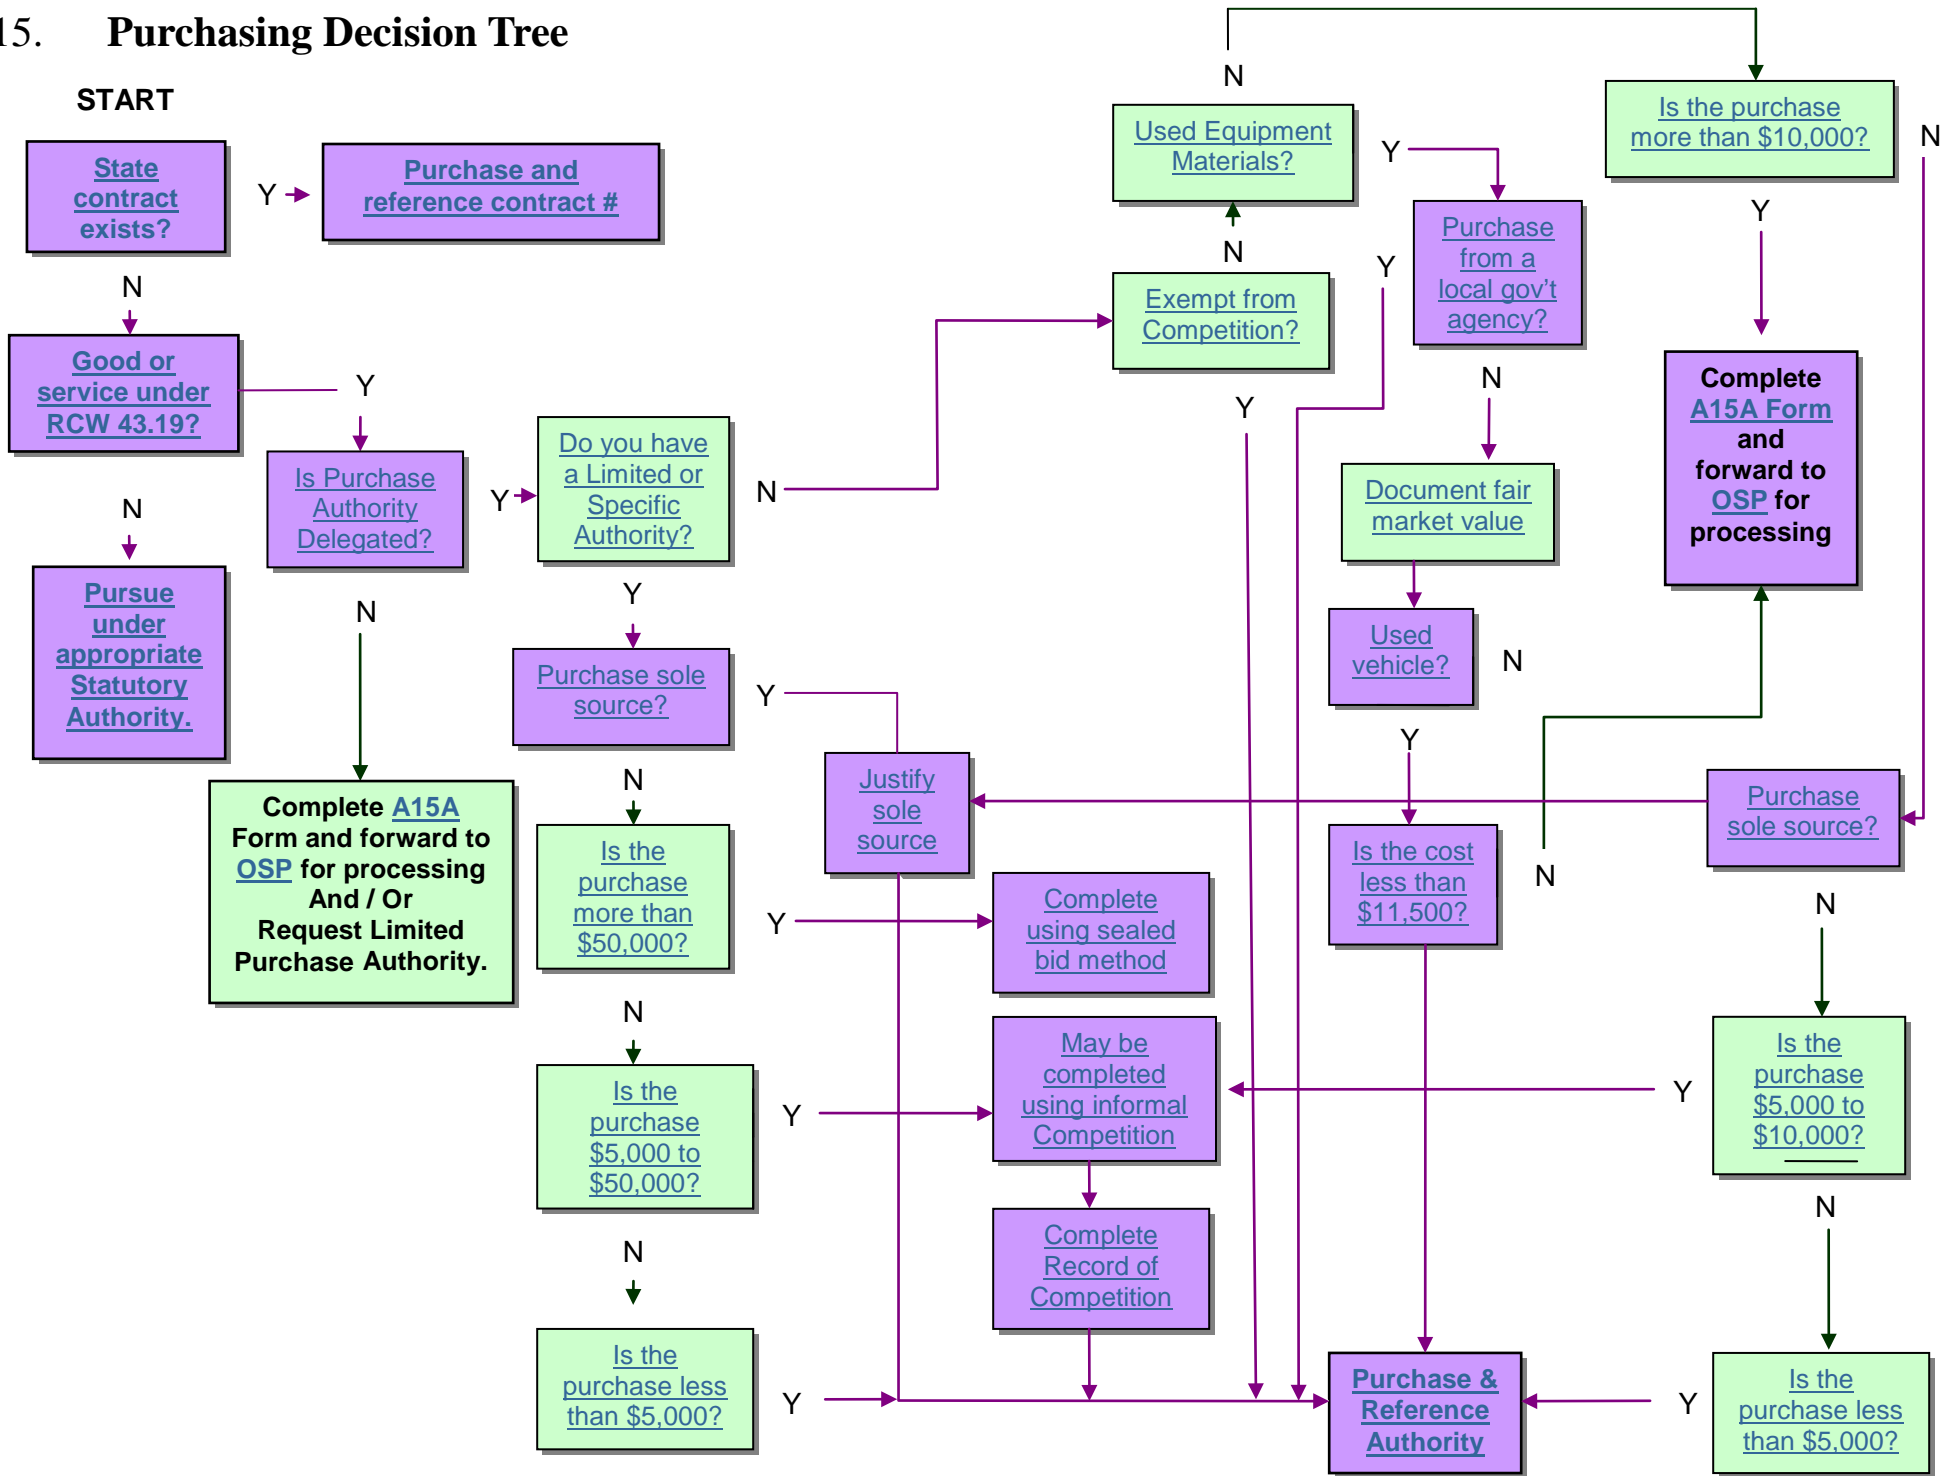 15. Purchasing Decision Tree
START
State
contract
exists?
Y
Purchase and
reference contract #
N
Good or
service under
RCW 43.19?
Y
N
Pursue
under
appropriate
Statutory
Authority.
Is Purchase
Authority
Delegated?
Y
N
Complete A15A
Form and forward to
OSP for processing
And / Or
Request Limited
Purchase Authority.
Do you have
a Limited or
Specific
Authority?
N
Y
Purchase sole
source?
Y
N
Justify
sole
source
Is the
purchase
more than
$50,000?
Y
Complete
using sealed
bid method
N
Is the
purchase
$5,000 to
$50,000?
Y
May be
completed
using informal
Competition
Complete
Record of
Competition
N
Is the
purchase less
than $5,000?
Y
Exempt from
Competition?
Y
N
Used Equipment
Materials?
N
Y
Purchase
from a
local gov't
agency?
Y
N
Document fair
market value
Used
vehicle?
N
Y
Is the cost
less than
$11,500?
N
Is the purchase
more than $10,000?
N
Y
Complete
A15A Form
and
forward to
OSP for
processing
Purchase
sole source?
N
Is the
purchase
$5,000 to
$10,000?
Y
N
Is the
purchase less
than $5,000?
Y
Purchase &
Reference
Authority